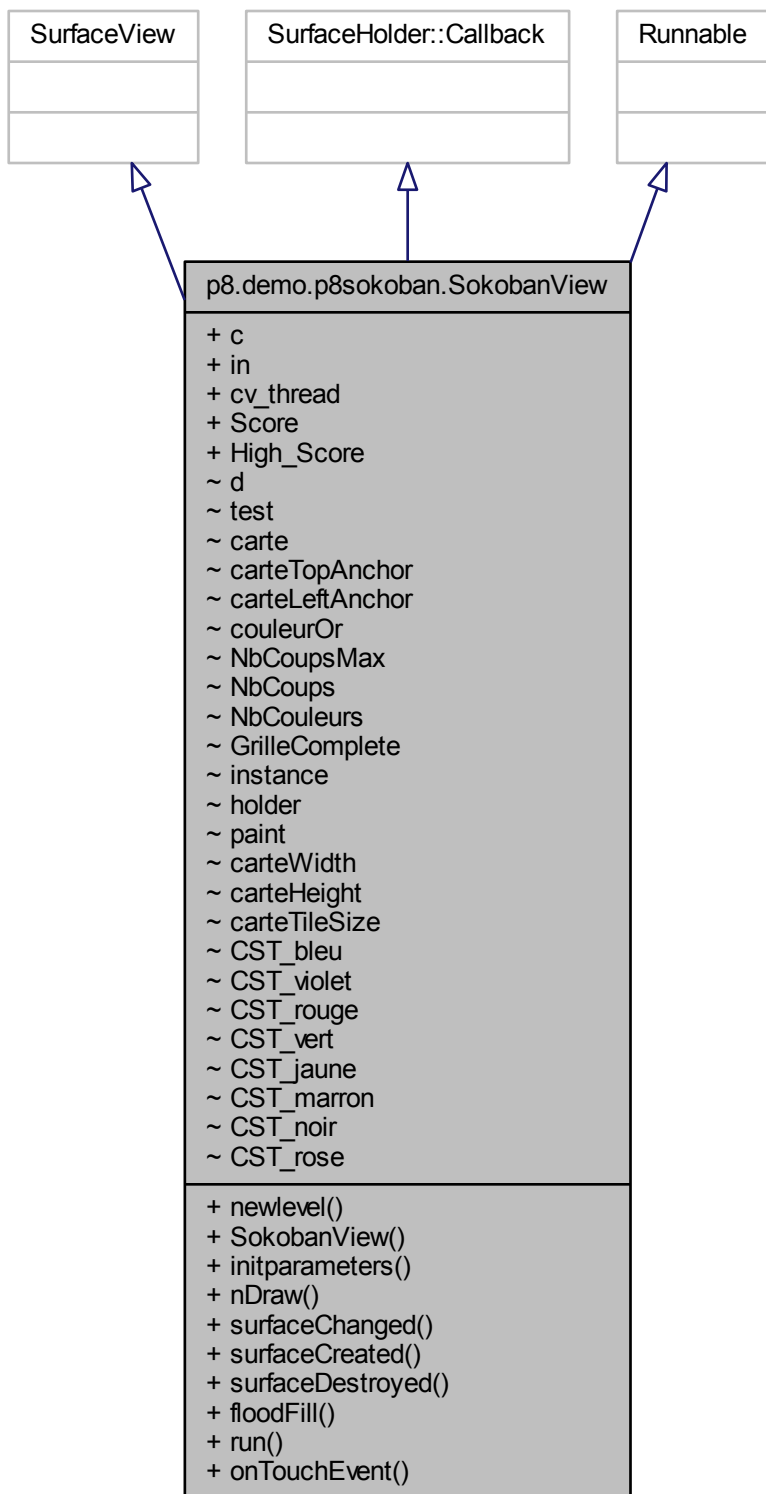 SurfaceView
SurfaceHolder::Callback
Runnable
p8.demo.p8sokoban.SokobanView
+ c
+ in
+ cv_thread
+ Score
+ High_Score
~ d
~ test
~ carte
~ carteTopAnchor
~ carteLeftAnchor
~ couleurOr
~ NbCoupsMax
~ NbCoups
~ NbCouleurs
~ GrilleComplete
~ instance
~ holder
~ paint
~ carteWidth
~ carteHeight
~ carteTileSize
~ CST_bleu
~ CST_violet
~ CST_rouge
~ CST_vert
~ CST_jaune
~ CST_marron
~ CST_noir
~ CST_rose
+ newlevel()
+ SokobanView()
+ initparameters()
+ nDraw()
+ surfaceChanged()
+ surfaceCreated()
+ surfaceDestroyed()
+ floodFill()
+ run()
+ onTouchEvent()